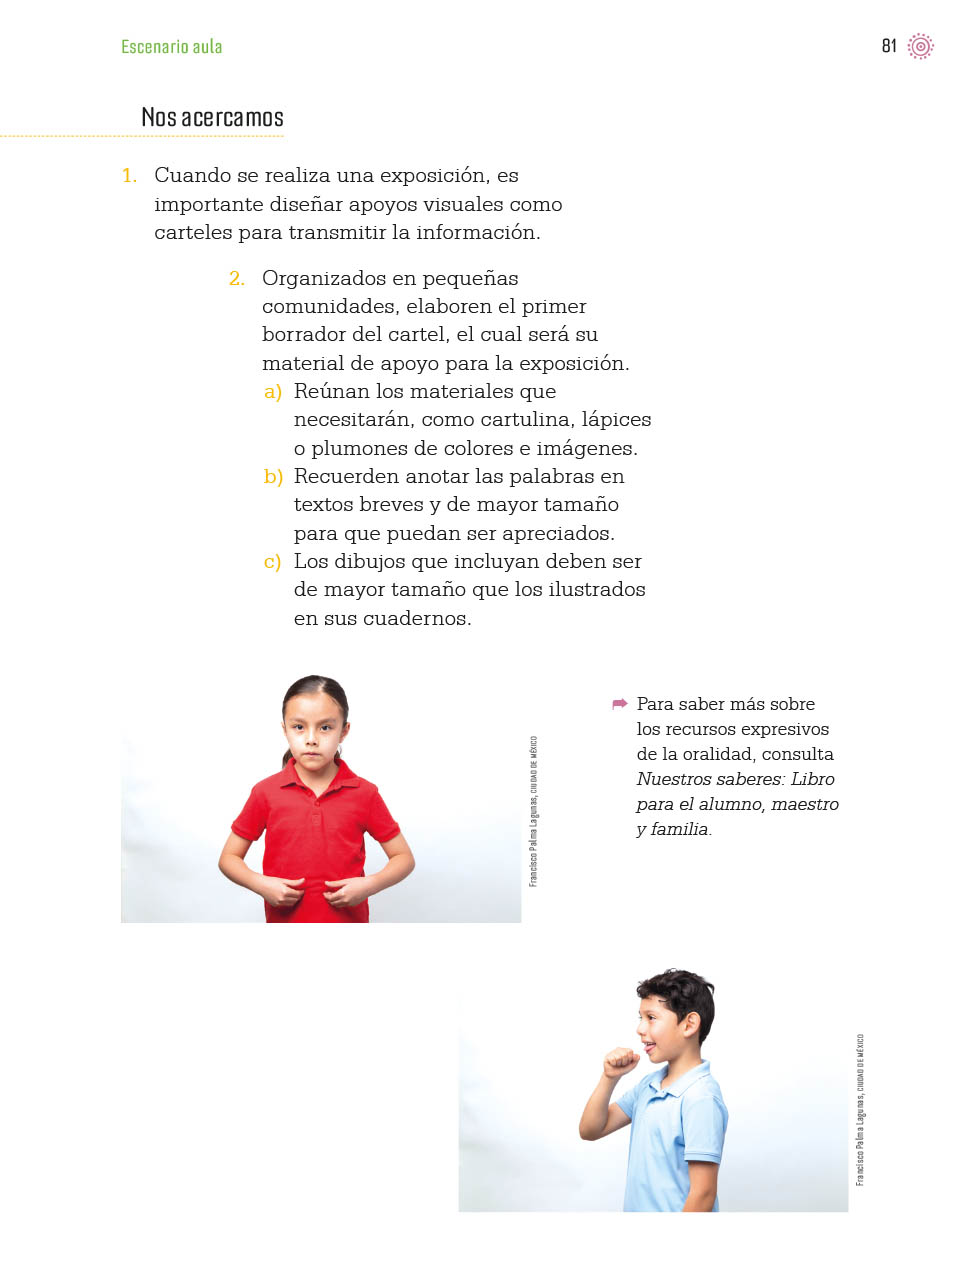 Escenario aula
81
Nos acercamos
1. Cuando se realiza una exposición, es
importante diseñar apoyos visuales como
carteles para transmitir la información.
2. Organizados en pequeñas
comunidades, elaboren el primer
borrador del cartel, el cual será su
material de apoyo para la exposición.
a) Reúnan los materiales que
necesitarán, como cartulina, lápices
o plumones de colores e imágenes.
b) Recuerden anotar las palabras en
textos breves y de mayor tamaño
para que puedan ser apreciados.
c) Los dibujos que incluyan deben ser
de mayor tamaño que los ilustrados
en sus cuadernos.
Para saber más sobre
los recursos expresivos
de la oralidad, consulta
Nuestros saberes: Libro
para el alumno, maestro
y familia.
Francisco Palma Lagunas, CIUDAD DE MÉXICO
Francisco Palma Lagunas, CIUDAD DE MÉXICO